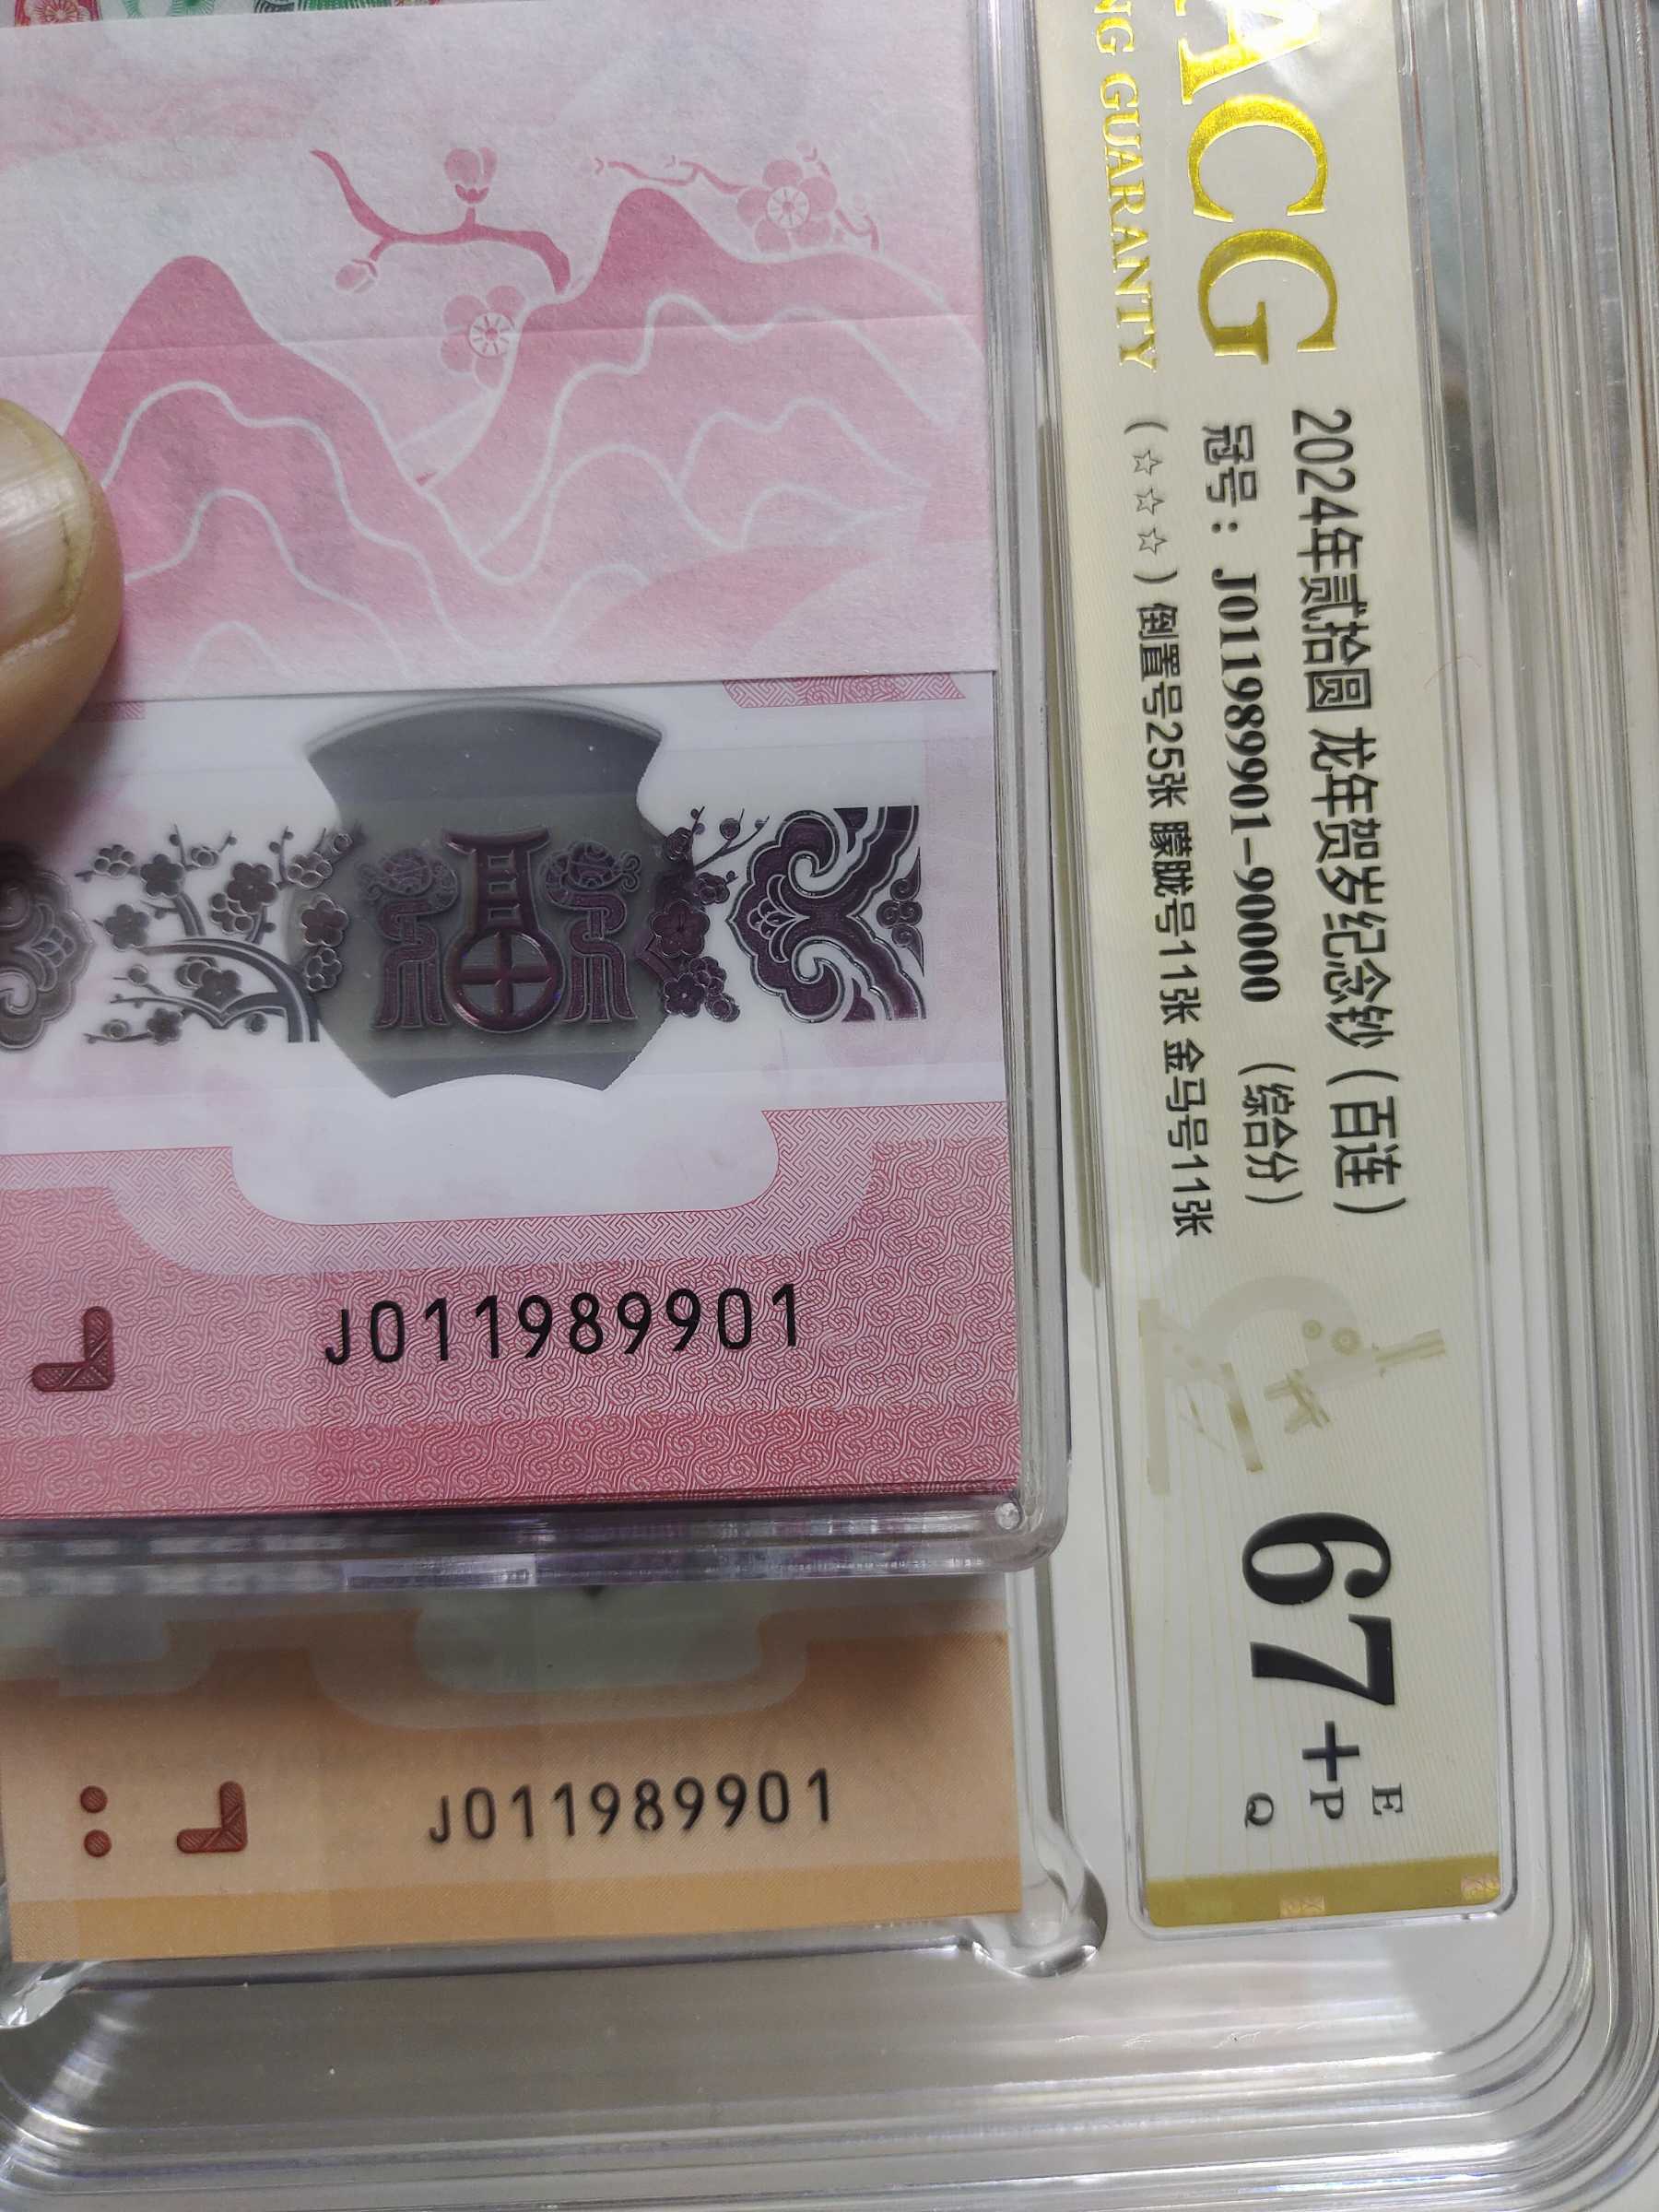 ACG
NG GUARANTY
2024年贰拾圆 龙年贺岁纪念钞（百连）
冠号：J011989901-90000 （综合分）
（☆☆☆）倒置号25张 朦胧号11张 金马号11张
67+
E
P
Q
福
J011989901
J011989901